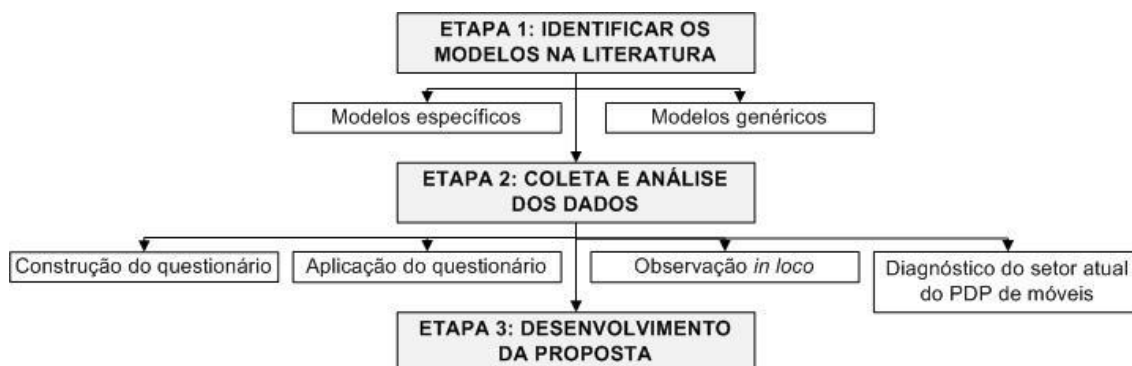 ETAPA 1: IDENTIFICAR OS
MODELOS NA LITERATURA
Modelos específicos
Modelos genéricos
ETAPA 2: COLETA E ANÁLISE
DOS DADOS
Construção do questionário
Aplicação do questionário
Observação in loco
Diagnóstico do setor atual
do PDP de móveis
ETAPA 3: DESENVOLVIMENTO
DA PROPOSTA